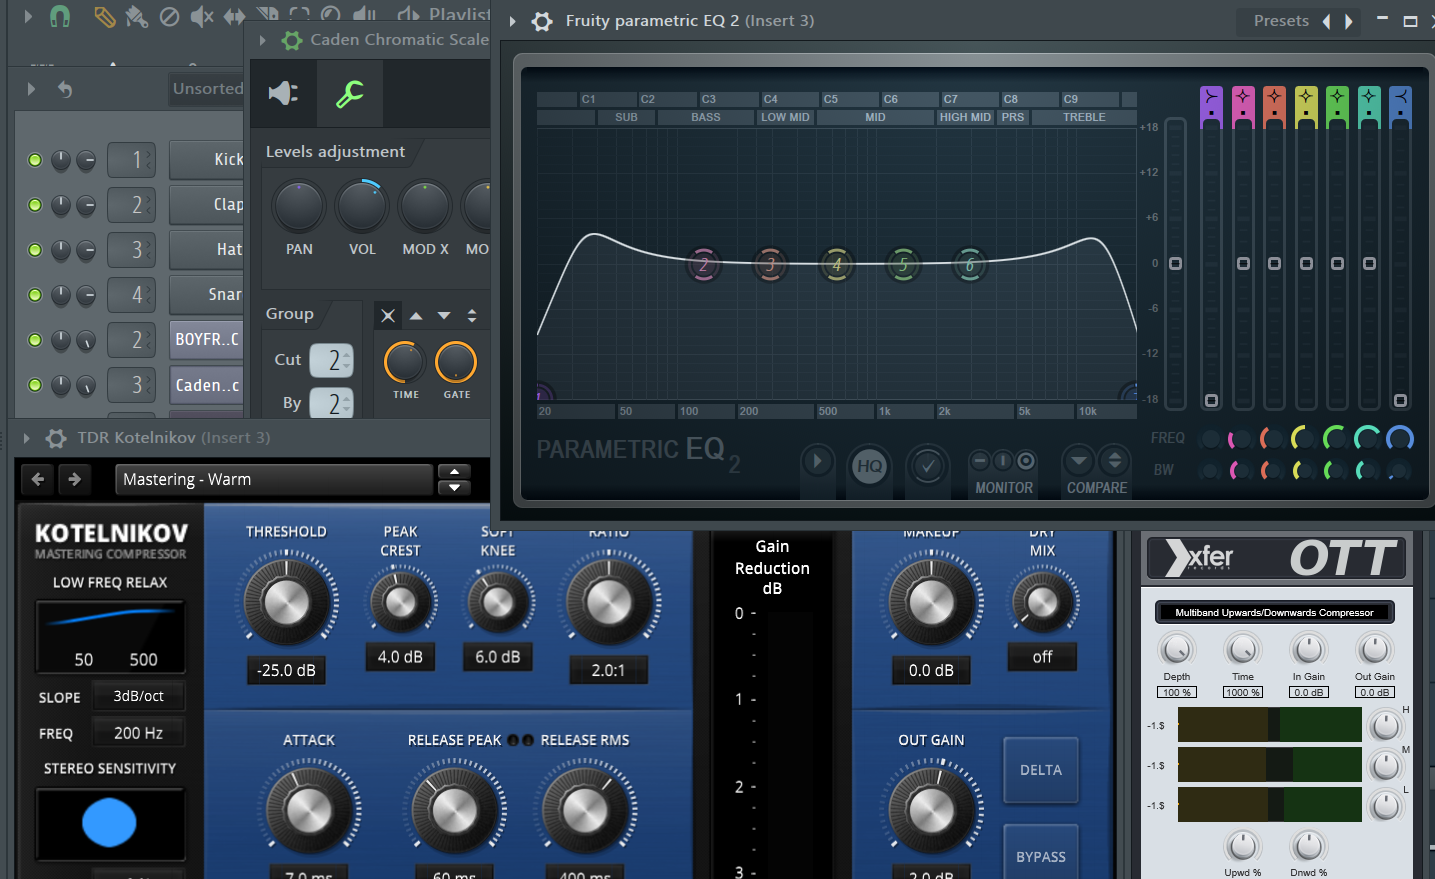 Playlist
Fruity parametric EQ 2 (Insert 3)
Presets
Caden Chromatic Scale
Unsorted
1 Kick
2 Clap
3 Hat
4 Snar
2 BOYFR..C
3 Caden..c
Levels adjustment
PAN VOL MOD X MO
Group
Cut 2
By 2
TIME GATE
C1 C2 C3 C4 C5 C6 C7 C8 C9
SUB BASS LOW MID MID HIGH MID PRS TREBLE
2 3 4 5 6
20 50 100 200 500 1k 2k 5k 10k
+18
+12
+6
0
-6
-12
-18
PARAMETRIC EQ 2
HQ
MONITOR
COMPARE
FREQ
BW
TDR Kotelnikov (Insert 3)
Mastering - Warm
KOTELNIKOV
MASTERING COMPRESSOR
LOW FREQ RELAX
50 500
SLOPE 3dB/oct
FREQ 200 Hz
STEREO SENSITIVITY
THRESHOLD
-25.0 dB
PEAK
CREST
4.0 dB
SOFT
KNEE
6.0 dB
RATIO
2.0:1
ATTACK
7.0 ms
RELEASE PEAK
60 ms
RELEASE RMS
400 ms
Gain
Reduction
dB
0
1
2
3
MAKEUP
0.0 dB
DRY
MIX
off
OUT GAIN
2.0 dB
DELTA
BYPASS
xfer
records
OTT
Multiband Upwards/Downwards Compressor
Depth Time In Gain Out Gain
100 % 1000 % 0.0 dB 0.0 dB
-1.$ H
-1.$ M
-1.$ L
Upwd % Dnwd %